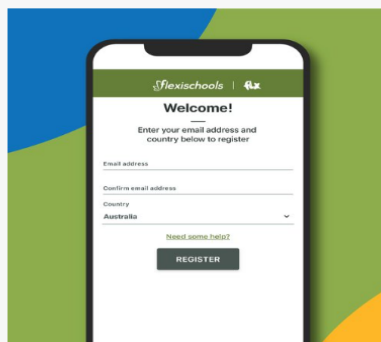 flexischools | flx
Welcome!
Enter your email address and
country below to register
Email address
Confirm email address
Country
Australia
Need some help?
REGISTER